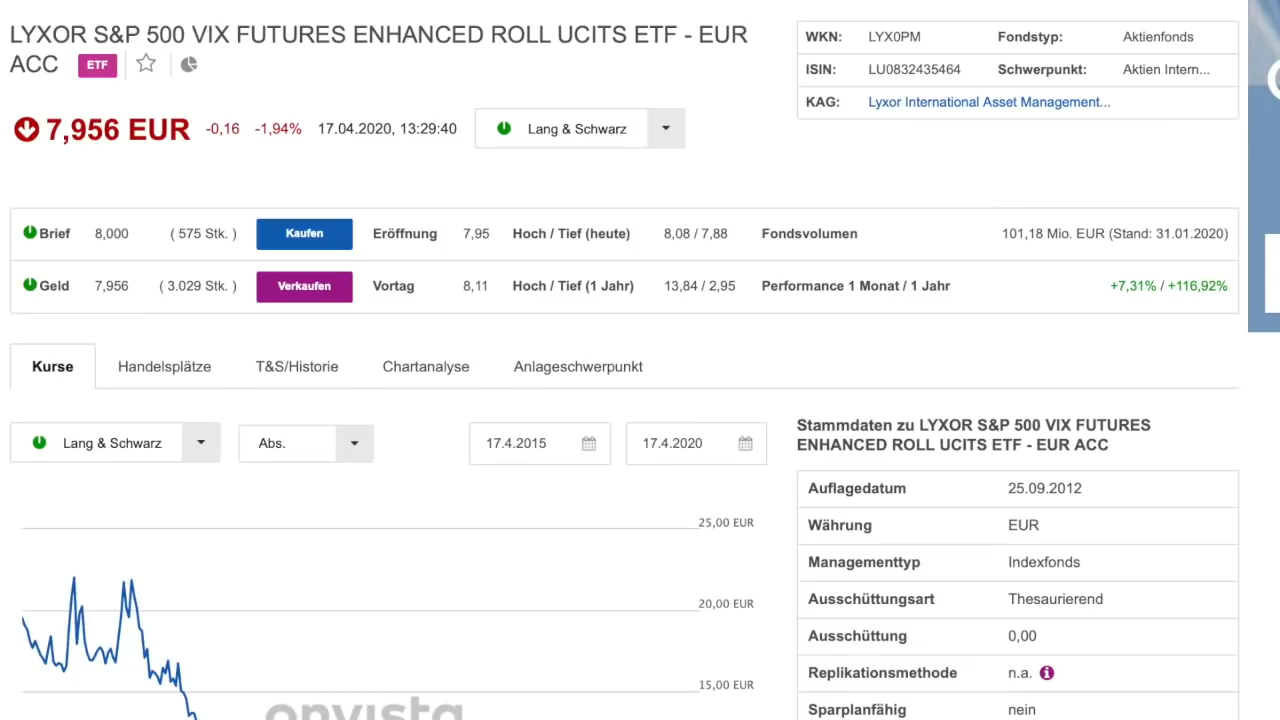 LYXOR S&P 500 VIX FUTURES ENHANCED ROLL UCITS ETF - EUR
ACC ETF
7,956 EUR -0,16 -1,94% 17.04.2020, 13:29:40 Lang & Schwarz
WKN: LYX0PM Fondstyp: Aktienfonds
ISIN: LU0832435464 Schwerpunkt: Aktien Intern...
KAG: Lyxor International Asset Management...
Brief 8,000 ( 575 Stk. ) Kaufen Eröffnung 7,95 Hoch / Tief (heute) 8,08 / 7,88 Fondsvolumen 101,18 Mio. EUR (Stand: 31.01.2020)
Geld 7,956 ( 3.029 Stk. ) Verkaufen Vortag 8,11 Hoch / Tief (1 Jahr) 13,84 / 2,95 Performance 1 Monat / 1 Jahr +7,31% / +116,92%
Kurse Handelsplätze T&S/Historie Chartanalyse Anlageschwerpunkt
Lang & Schwarz Abs. 17.4.2015 17.4.2020
25,00 EUR
20,00 EUR
15,00 EUR
onvista
Stammdaten zu LYXOR S&P 500 VIX FUTURES
ENHANCED ROLL UCITS ETF - EUR ACC
Auflagedatum 25.09.2012
Währung EUR
Managementtyp Indexfonds
Ausschüttungsart Thesaurierend
Ausschüttung 0,00
Replikationsmethode n.a.
Sparplanfähig nein